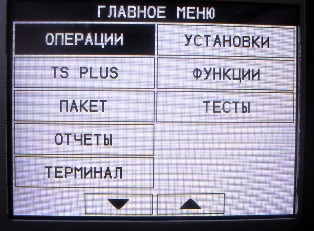 ГЛАВНОЕ МЕНЮ
ОПЕРАЦИИ
УСТАНОВКИ
TS PLUS
ФУНКЦИИ
ПАКЕТ
ТЕСТЫ
ОТЧЕТЫ
ТЕРМИНАЛ